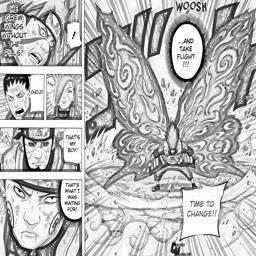 HE
GREW
WINGS
WITHOUT
THE
PILLS!
!
WOOSH
...AND
TAKE
FLIGHT
!!!
CHOJI!
THAT'S
MY
BOY!
THAT'S
WHAT I
WAS
WAITING
FOR!
TIME TO
CHANGE!!